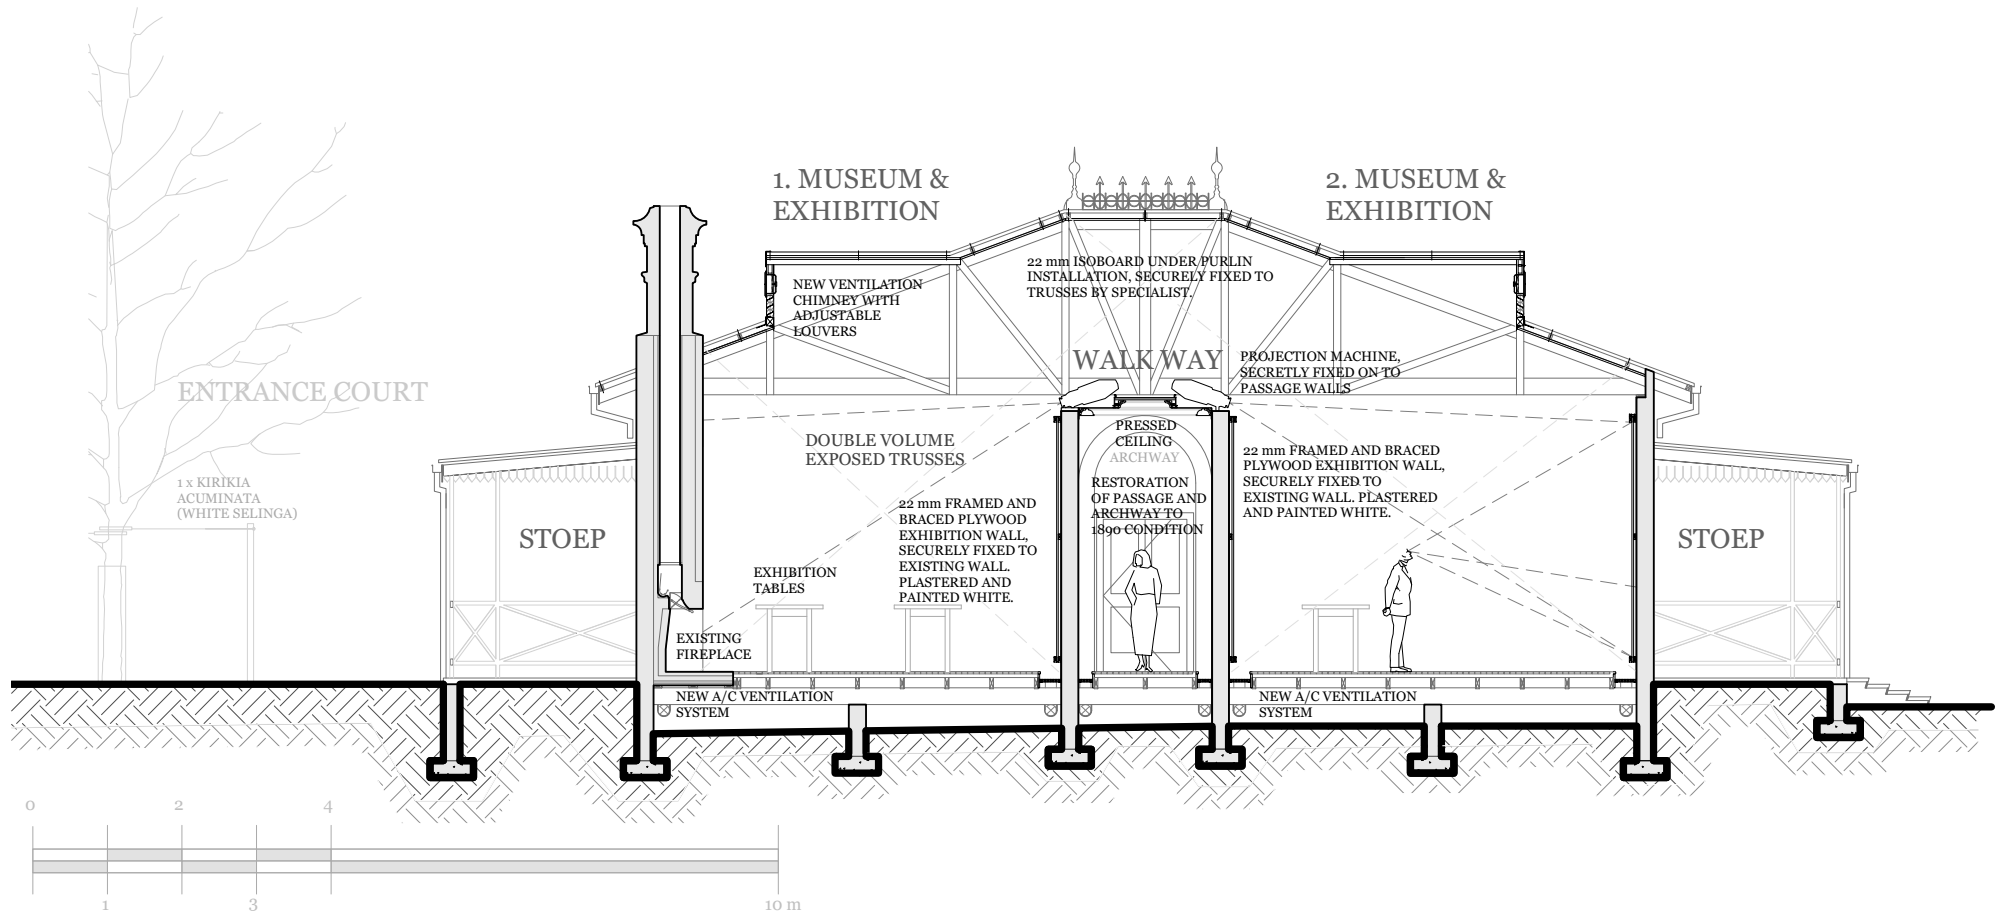 1. MUSEUM &
EXHIBITION
2. MUSEUM &
EXHIBITION
22 mm ISOBOARD UNDER PURLIN
INSTALLATION, SECURELY FIXED TO
TRUSSES BY SPECIALIST.
NEW VENTILATION
CHIMNEY WITH
ADJUSTABLE
LOUVERS
WALK WAY
PROJECTION MACHINE,
SECRETLY FIXED ON TO
PASSAGE WALLS
ENTRANCE COURT
DOUBLE VOLUME
EXPOSED TRUSSES
PRESSED
CEILING
ARCHWAY
22 mm FRAMED AND BRACED
PLYWOOD EXHIBITION WALL,
SECURELY FIXED TO
EXISTING WALL. PLASTERED
AND PAINTED WHITE.
1 x KIRIKIA
ACUMINATA
(WHITE SELINGA)
RESTORATION
OF PASSAGE AND
ARCHWAY TO
1890 CONDITION
22 mm FRAMED AND
BRACED PLYWOOD
EXHIBITION WALL,
SECURELY FIXED TO
EXISTING WALL.
PLASTERED AND
PAINTED WHITE.
STOEP
STOEP
EXHIBITION
TABLES
EXISTING
FIREPLACE
NEW A/C VENTILATION
SYSTEM
NEW A/C VENTILATION
SYSTEM
0 2 4
1 3 10 m